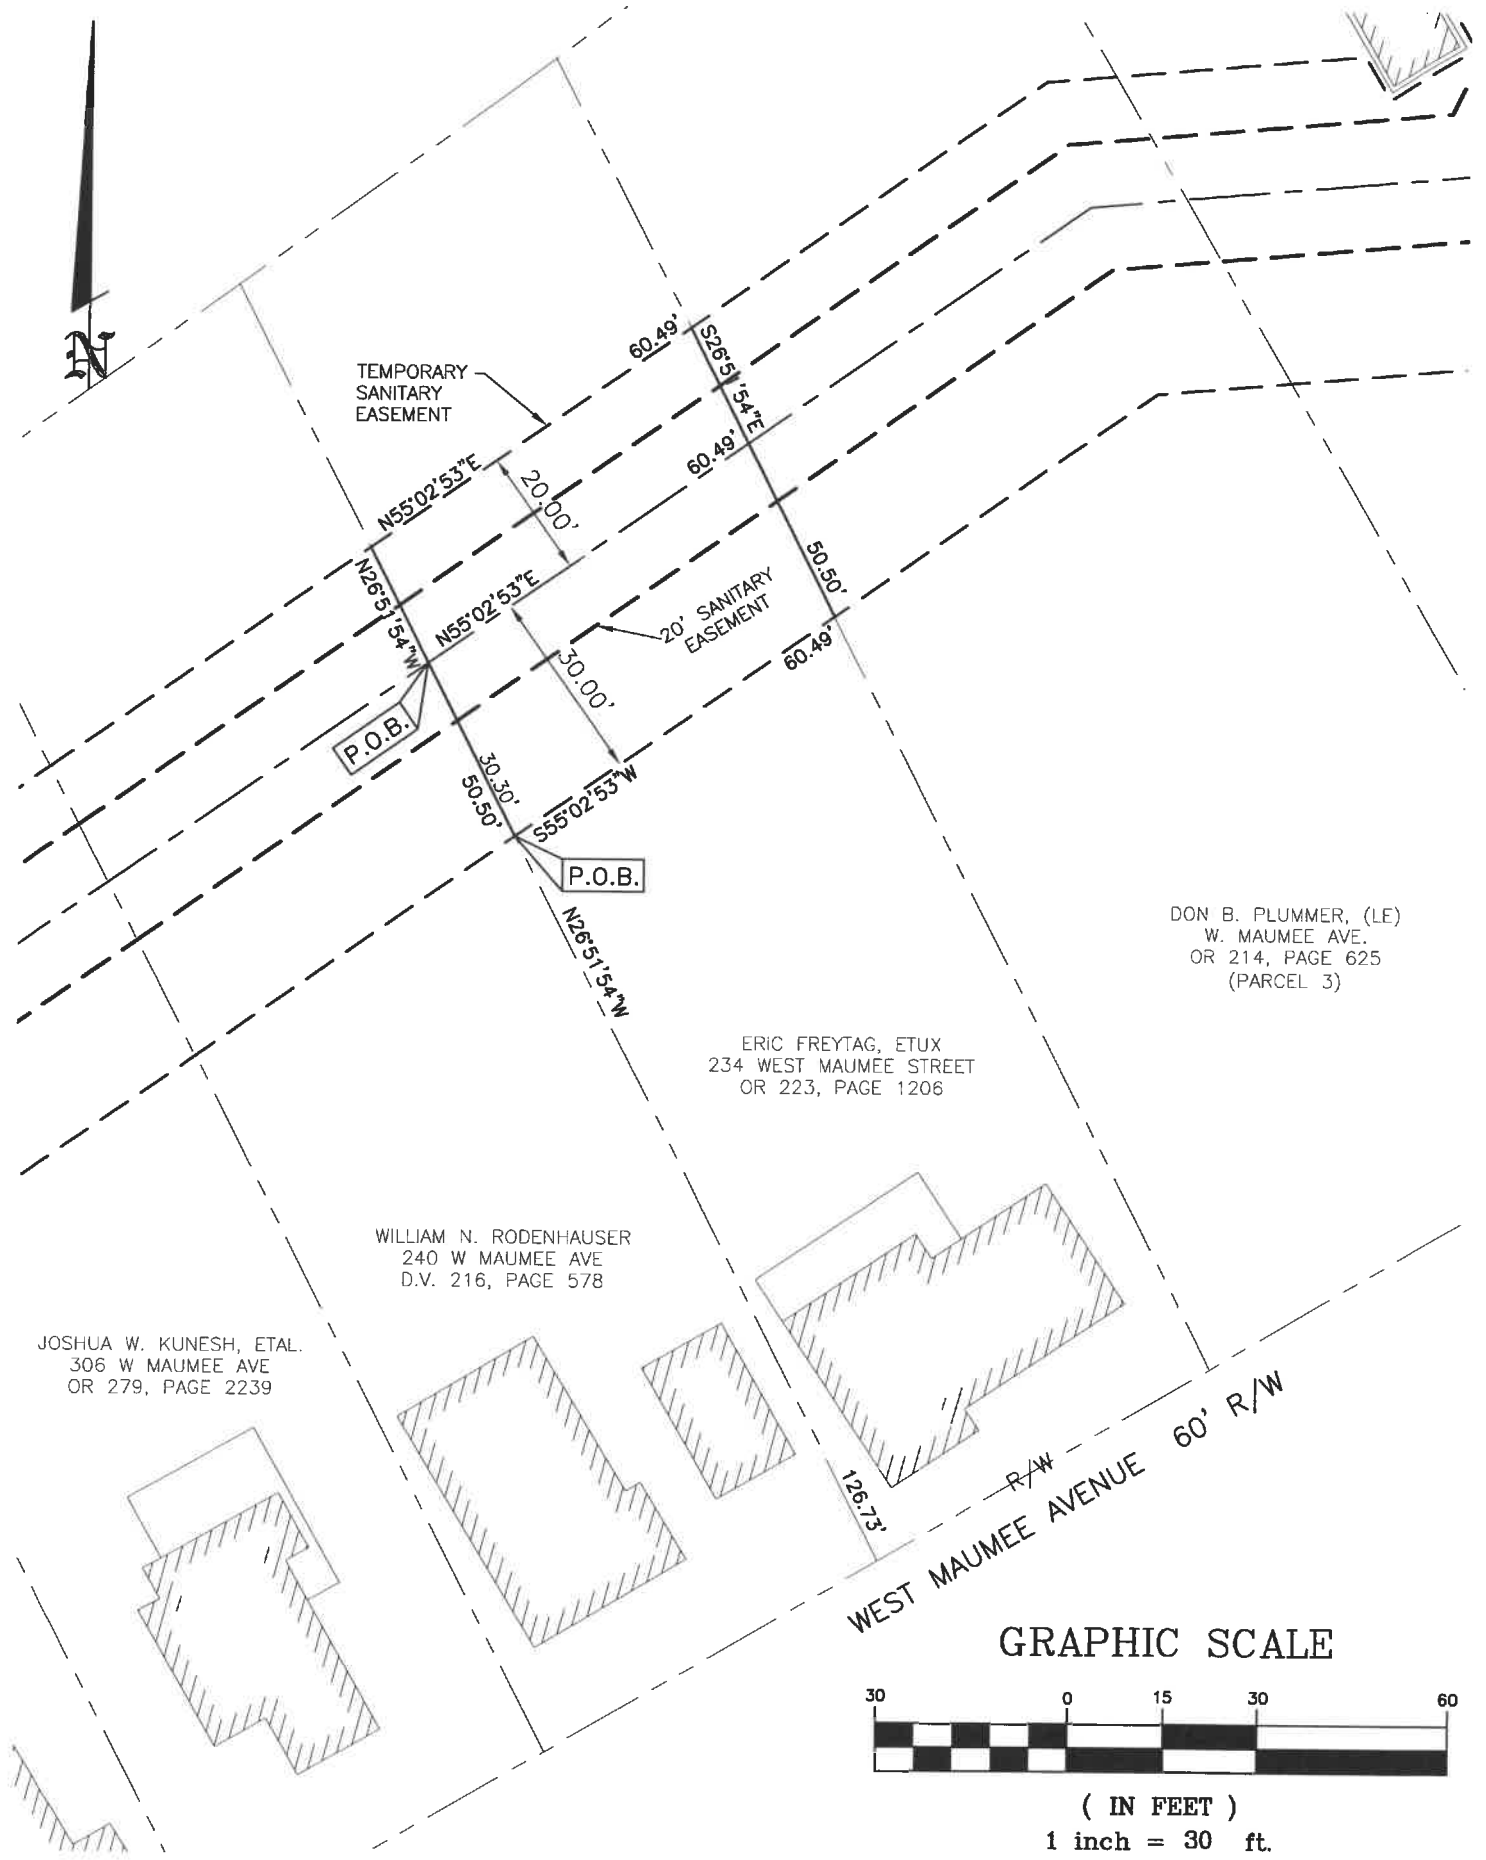 N
TEMPORARY
SANITARY
EASEMENT
60.49'
S26°51'54"E
N55°02'53"E
20.00'
60.49'
N26°51'54"W
N55°02'53"E
50.50'
20' SANITARY
EASEMENT
60.49'
30.00'
P.O.B.
30.30'
50.50'
S55°02'53"W
P.O.B.
N26°51'54"W
DON B. PLUMMER, (LE)
W. MAUMEE AVE.
OR 214, PAGE 625
(PARCEL 3)
ERIC FREYTAG, ETUX
234 WEST MAUMEE STREET
OR 223, PAGE 1206
WILLIAM N. RODENHAUSER
240 W MAUMEE AVE
D.V. 216, PAGE 578
JOSHUA W. KUNESH, ETAL.
306 W MAUMEE AVE
OR 279, PAGE 2239
126.73'
R/W
WEST MAUMEE AVENUE 60' R/W
GRAPHIC SCALE
30 0 15 30 60
( IN FEET )
1 inch = 30 ft.